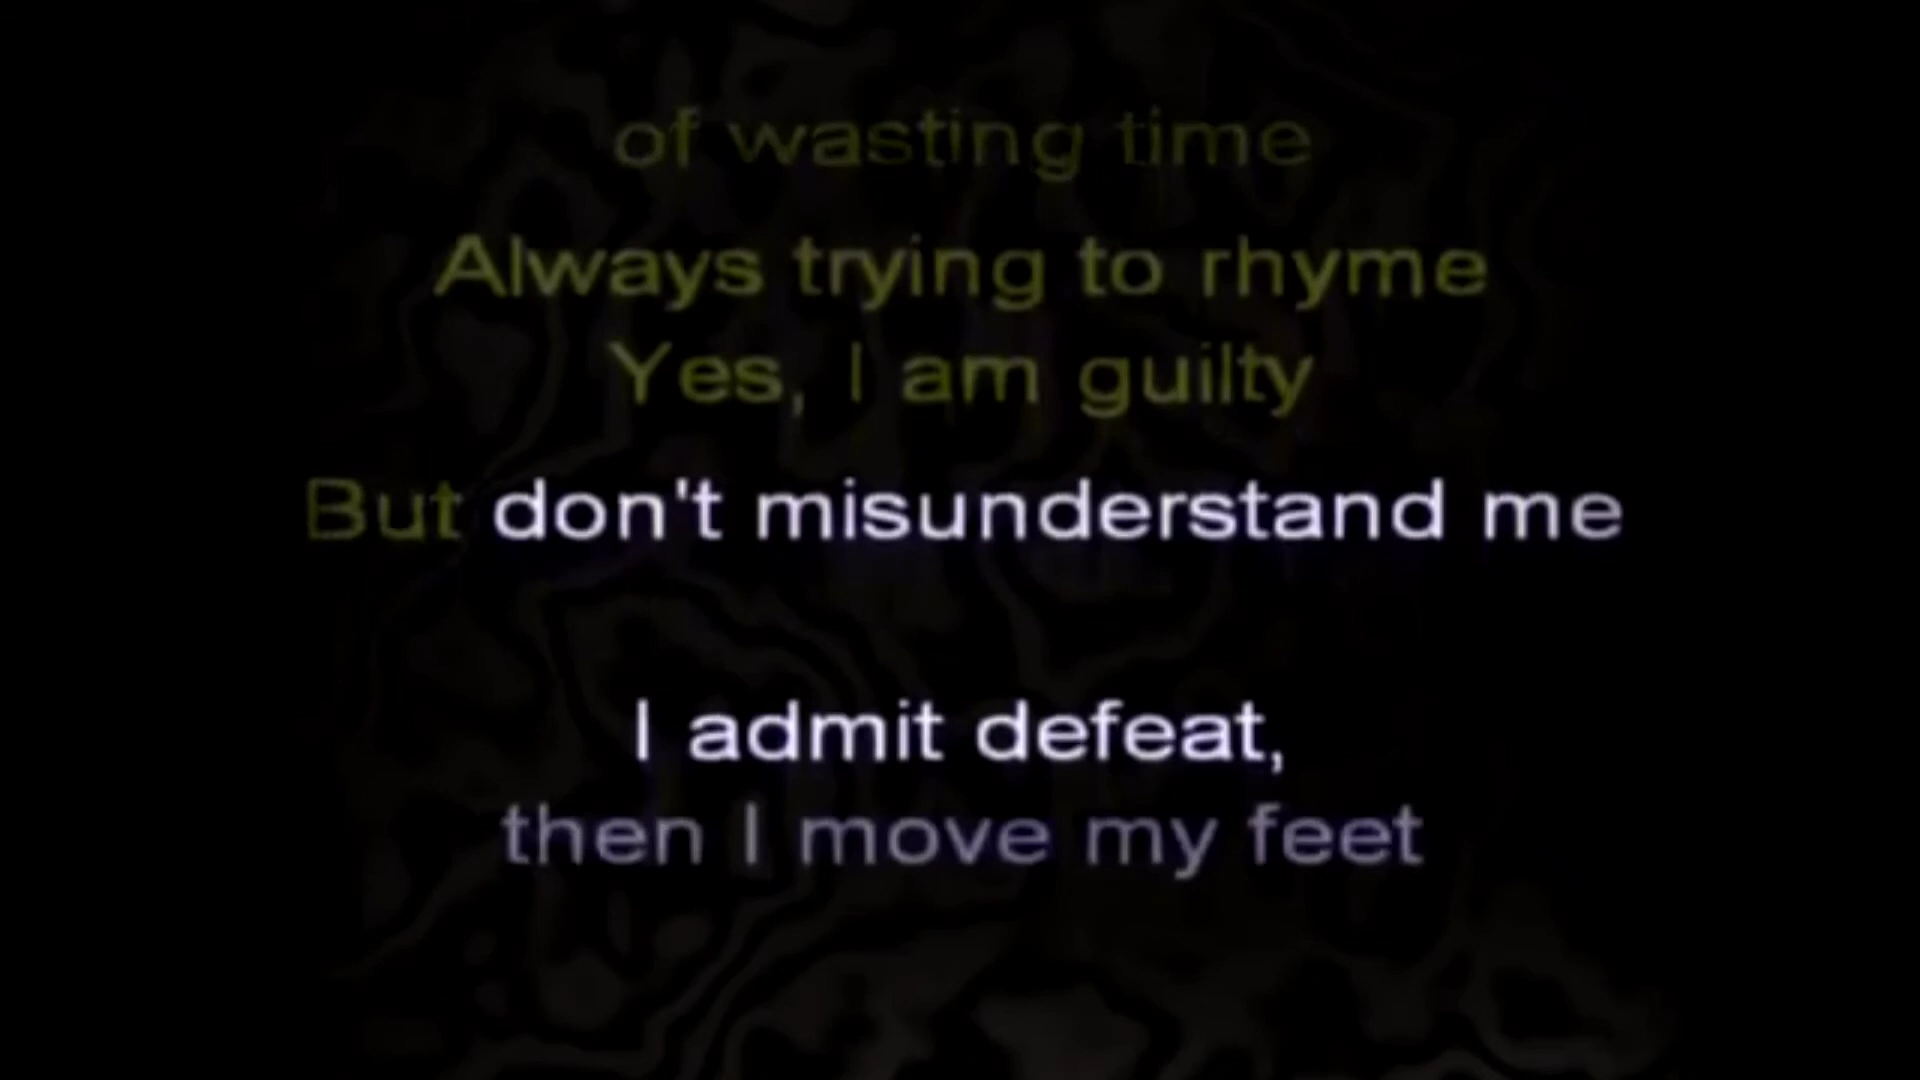 of wasting time
Always trying to rhyme
Yes, I am guilty
But don't misunderstand me
I admit defeat,
then I move my feet